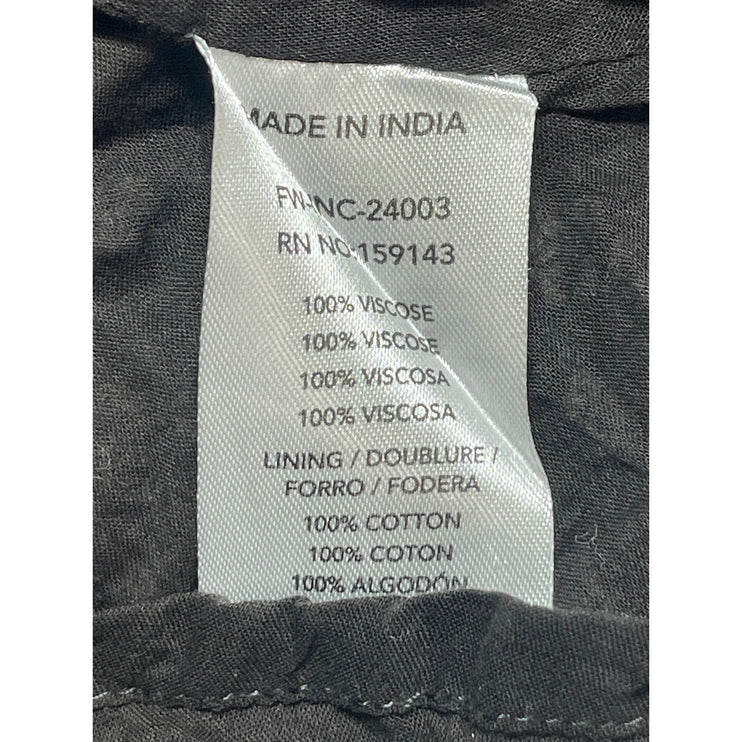 MADE IN INDIA
FW-INC-24003
RN NO:159143
100% VISCOSE
100% VISCOSE
100% VISCOSA
100% VISCOSA
LINING / DOUBLURE /
FORRO / FODERA
100% COTTON
100% COTON
100% ALGODÓN